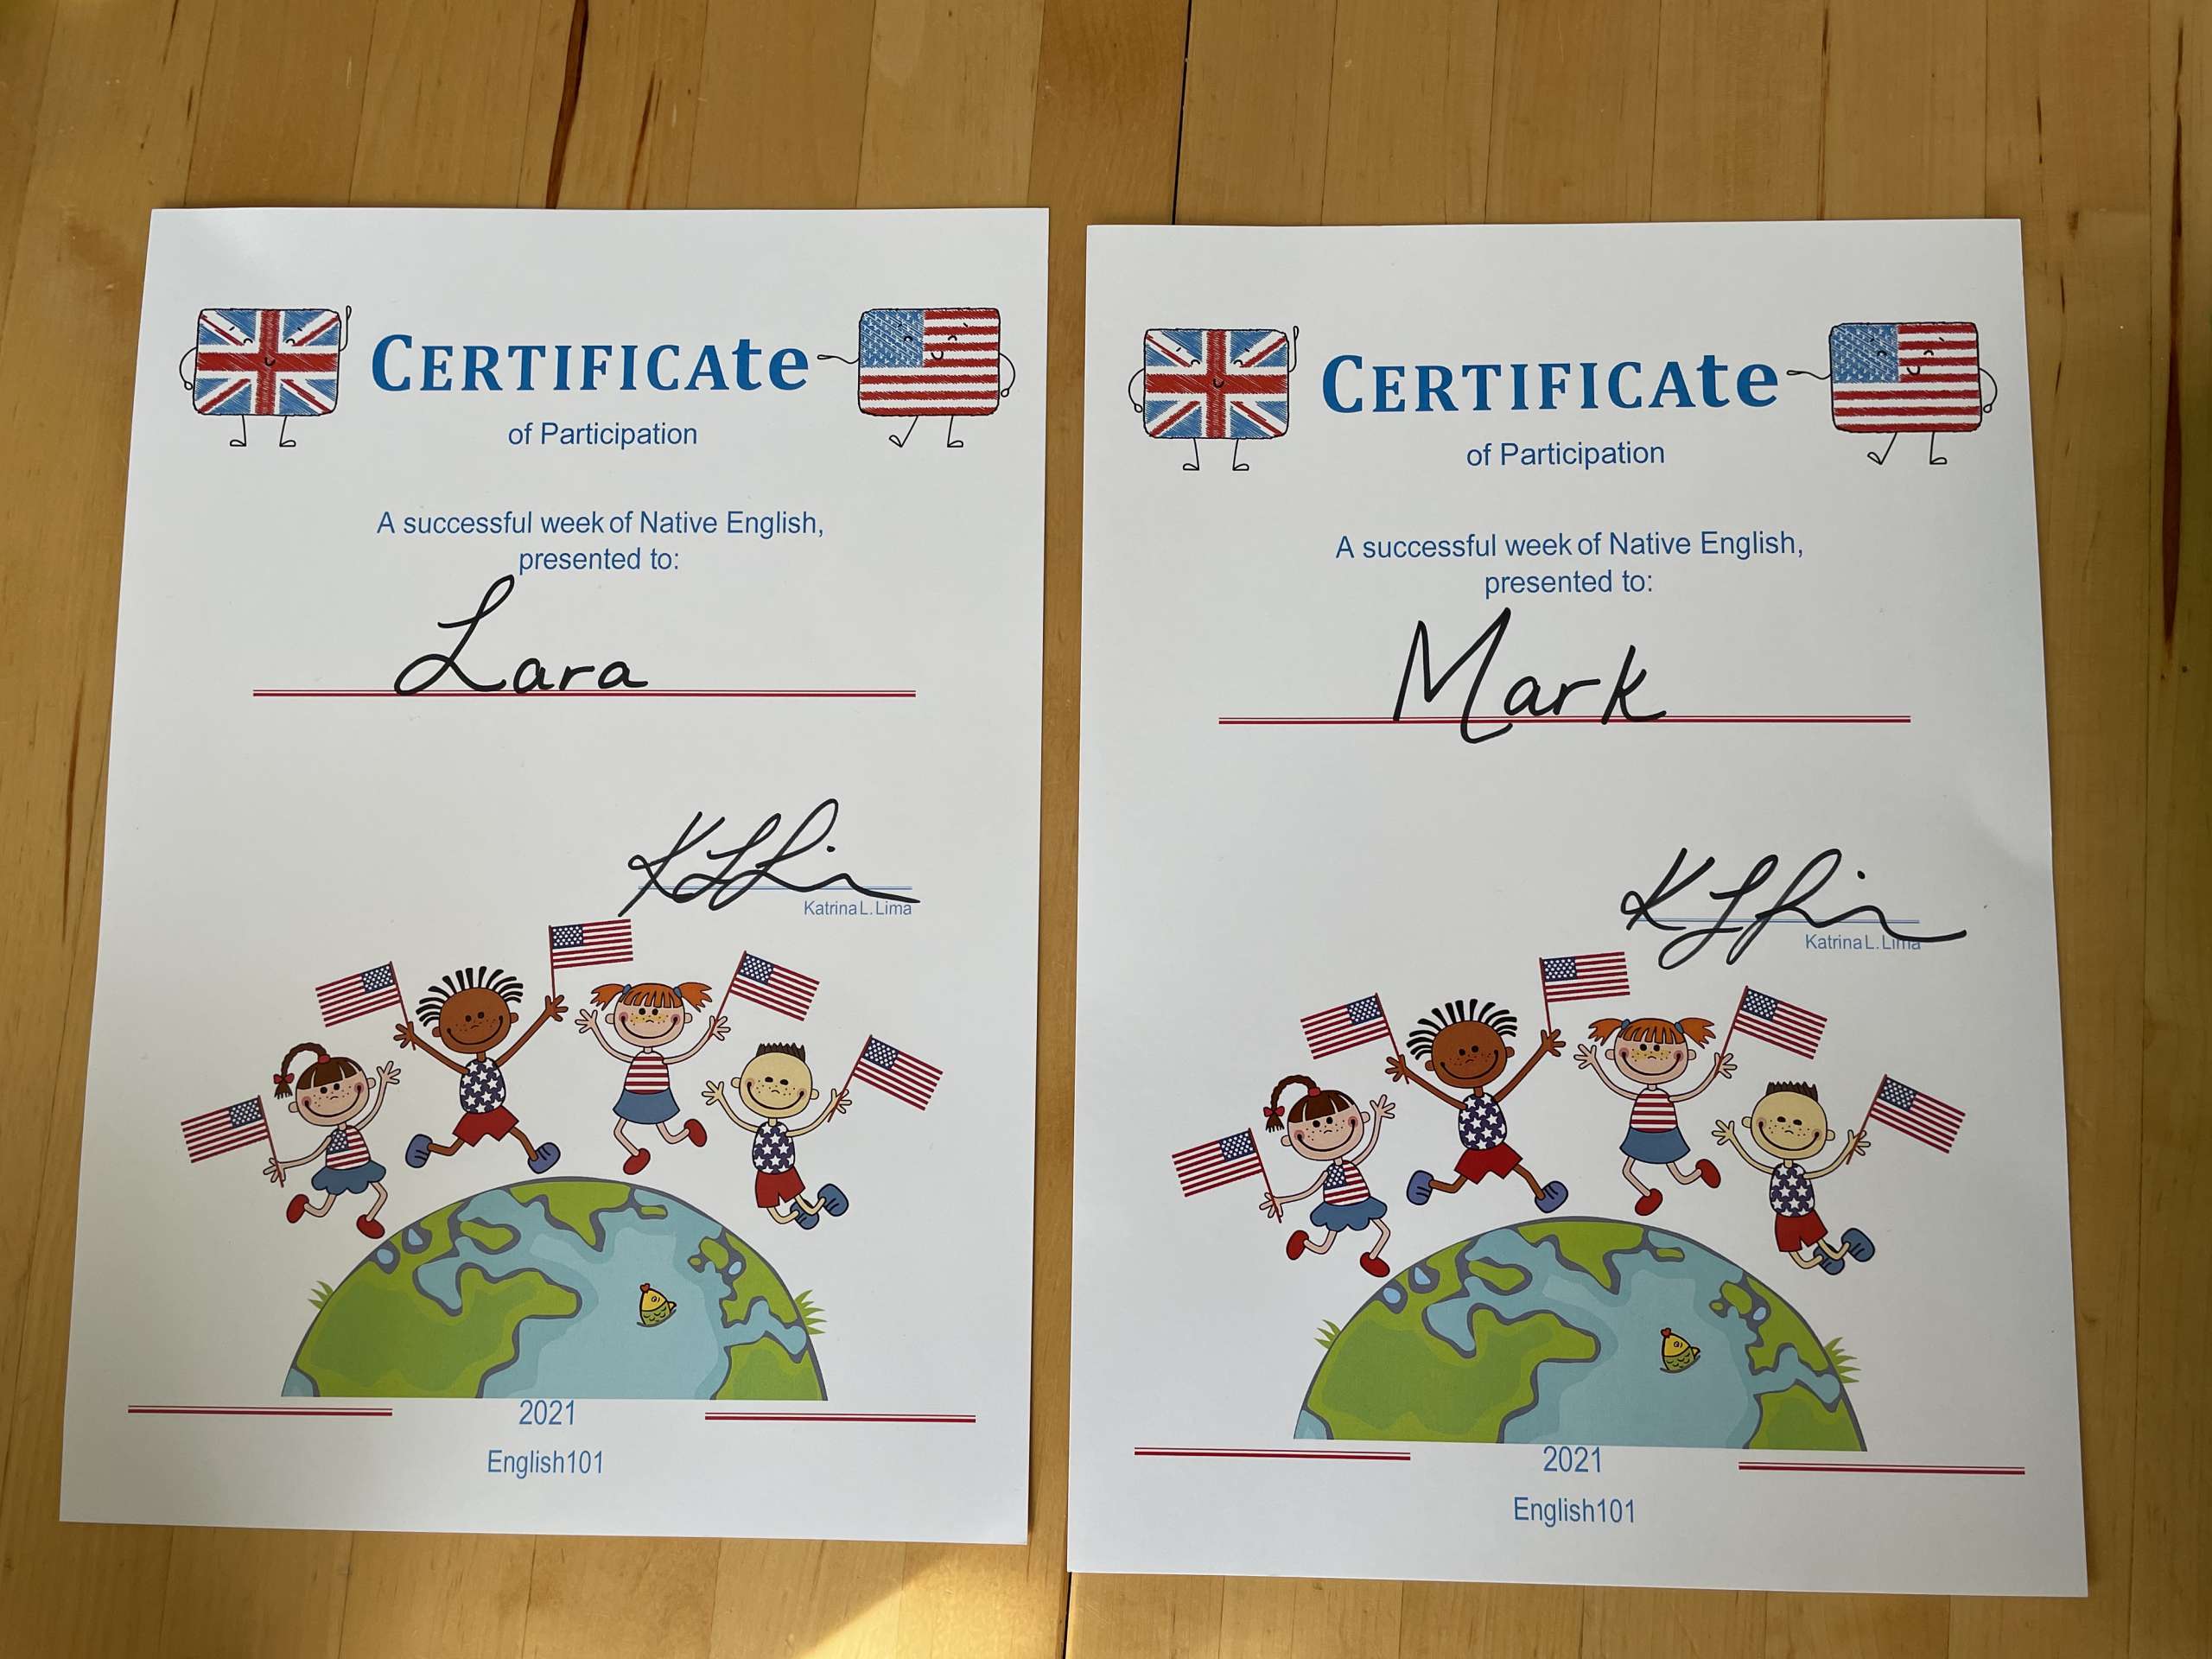 CERTIFICAte
of Participation
A successful week of Native English,
presented to:
Lara
Katrina L. Lima
2021
English101
CERTIFICAte
of Participation
A successful week of Native English,
presented to:
Mark
Katrina L. Lima
2021
English101